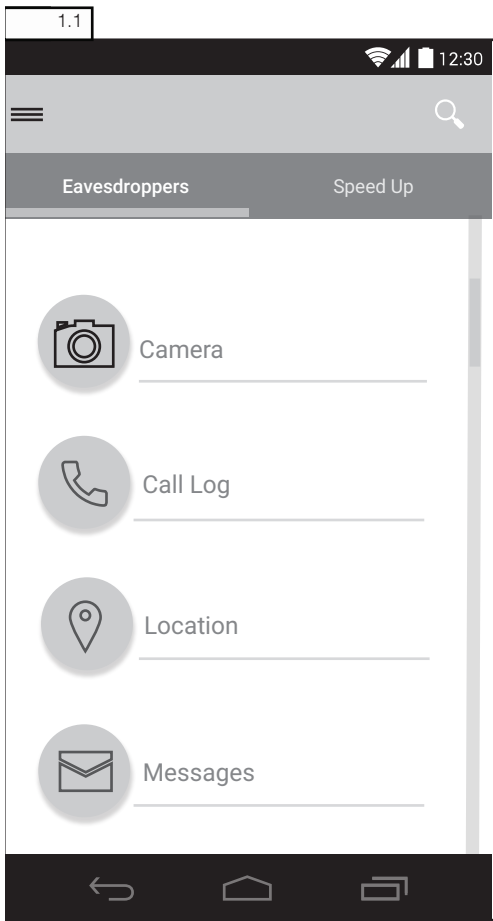 1.1
12:30
Eavesdroppers Speed Up
Camera
Call Log
Location
Messages